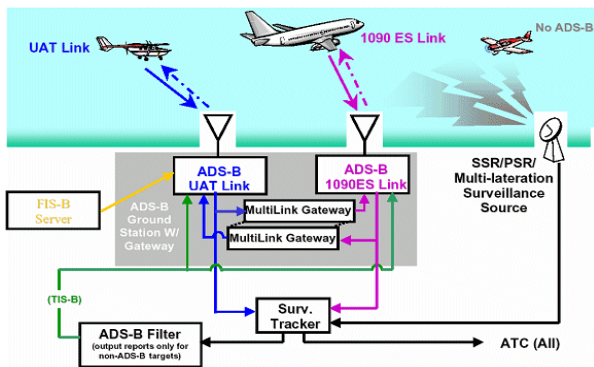 UAT Link
1090 ES Link
No ADS-B
ADS-B
UAT Link
ADS-B
1090ES Link
SSR/PSR/
Multi-lateration
Surveillance
Source
FIS-B
Server
ADS-B
Ground
Station W/
Gateway
MultiLink Gateway
MultiLink Gateway
(TIS-B)
Surv.
Tracker
ADS-B Filter
(output reports only for
non-ADS-B targets)
ATC (All)